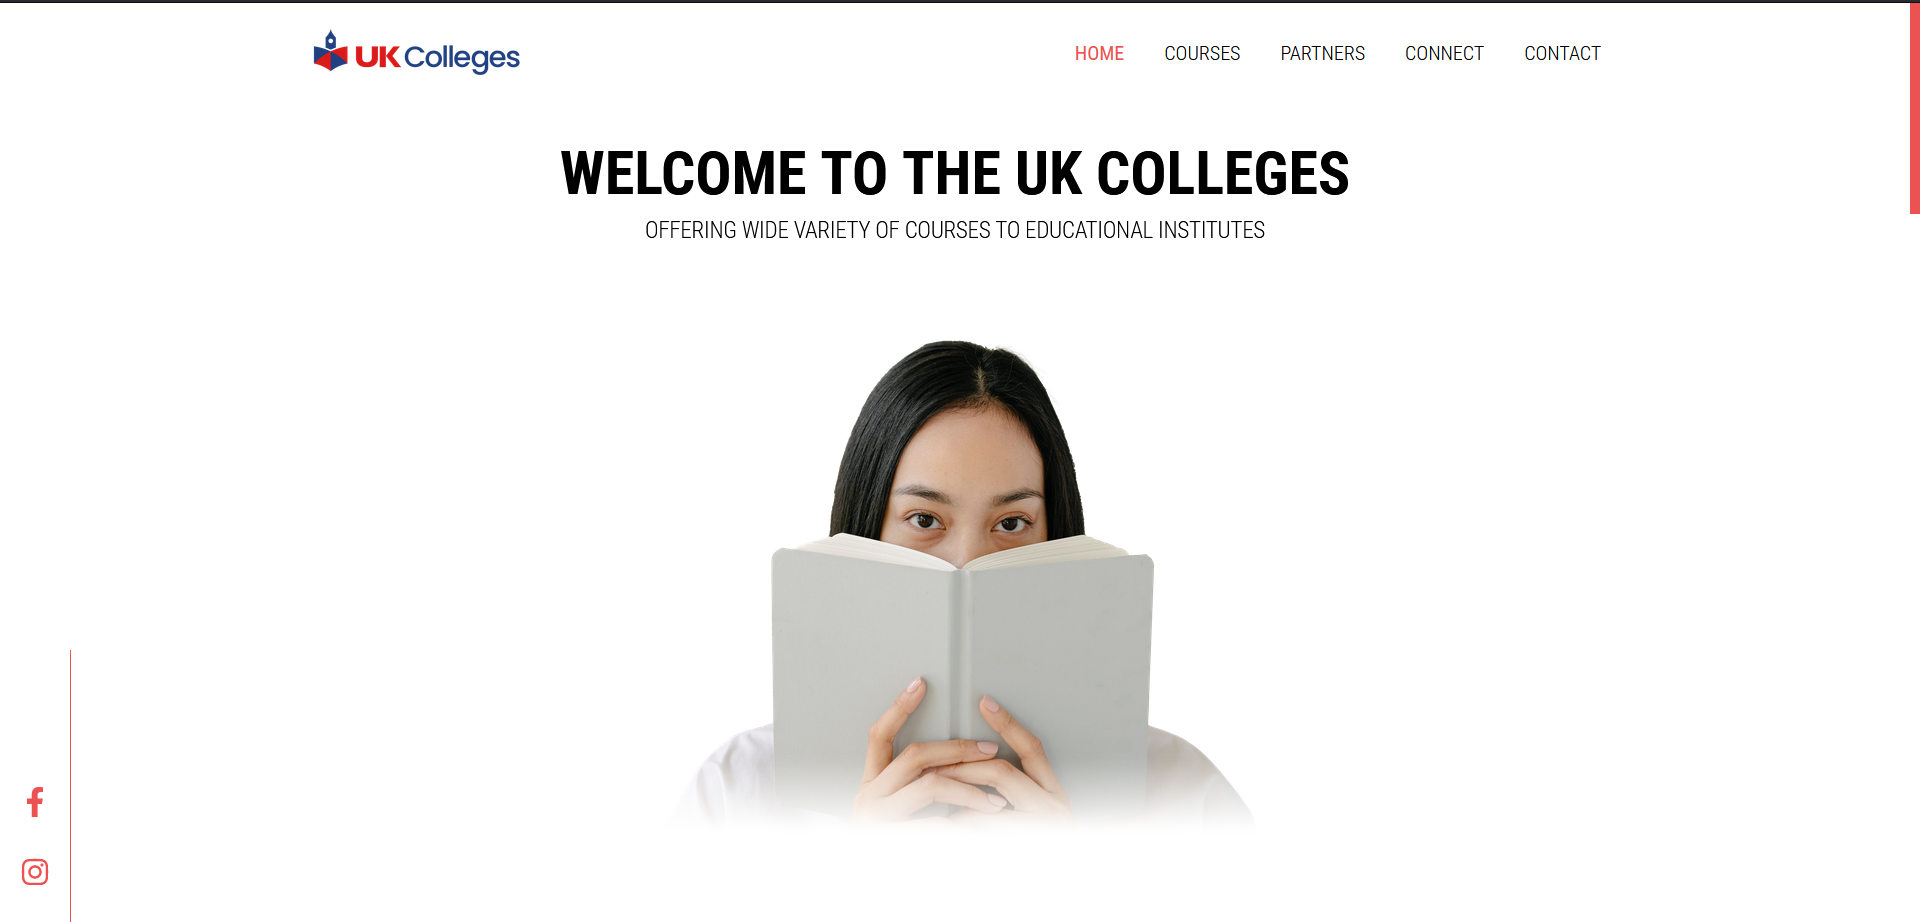 UK Colleges
HOME COURSES PARTNERS CONNECT CONTACT
WELCOME TO THE UK COLLEGES
OFFERING WIDE VARIETY OF COURSES TO EDUCATIONAL INSTITUTES